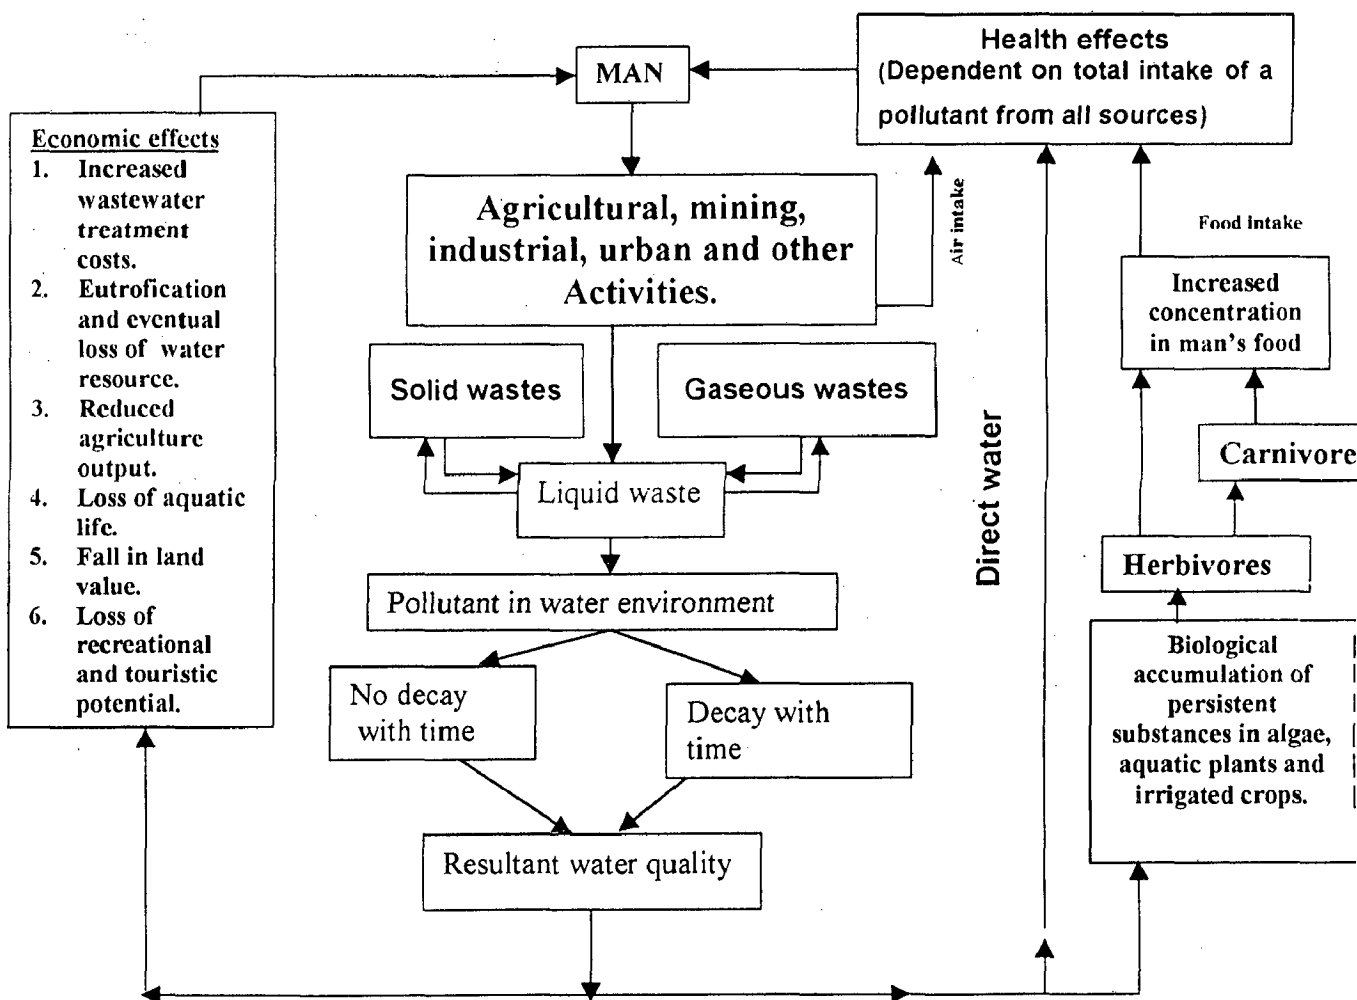 Health effects
(Dependent on total intake of a
pollutant from all sources)
MAN
Economic effects
1. Increased
wastewater
treatment
costs.
2. Eutrofication
and eventual
loss of water
resource.
3. Reduced
agriculture
output.
4. Loss of aquatic
life.
5. Fall in land
value.
6. Loss of
recreational
and touristic
potential.
Agricultural, mining,
industrial, urban and other
Activities.
Air intake
Food intake
Increased
concentration
in man's food
Solid wastes
Gaseous wastes
Carnivore
Liquid waste
Direct water
Herbivores
Pollutant in water environment
No decay
with time
Decay with
time
Biological
accumulation of
persistent
substances in algae,
aquatic plants and
irrigated crops.
Resultant water quality